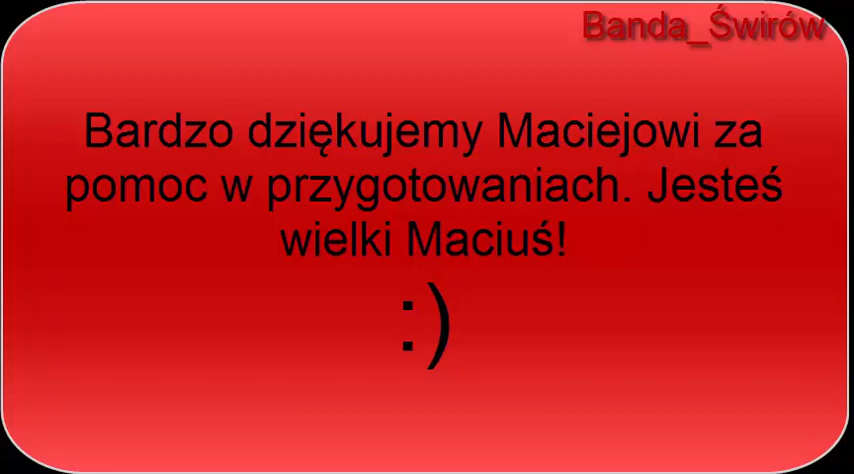 Banda_Świrów
Bardzo dziękujemy Maciejowi za
pomoc w przygotowaniach. Jesteś
wielki Maciuś!
:)